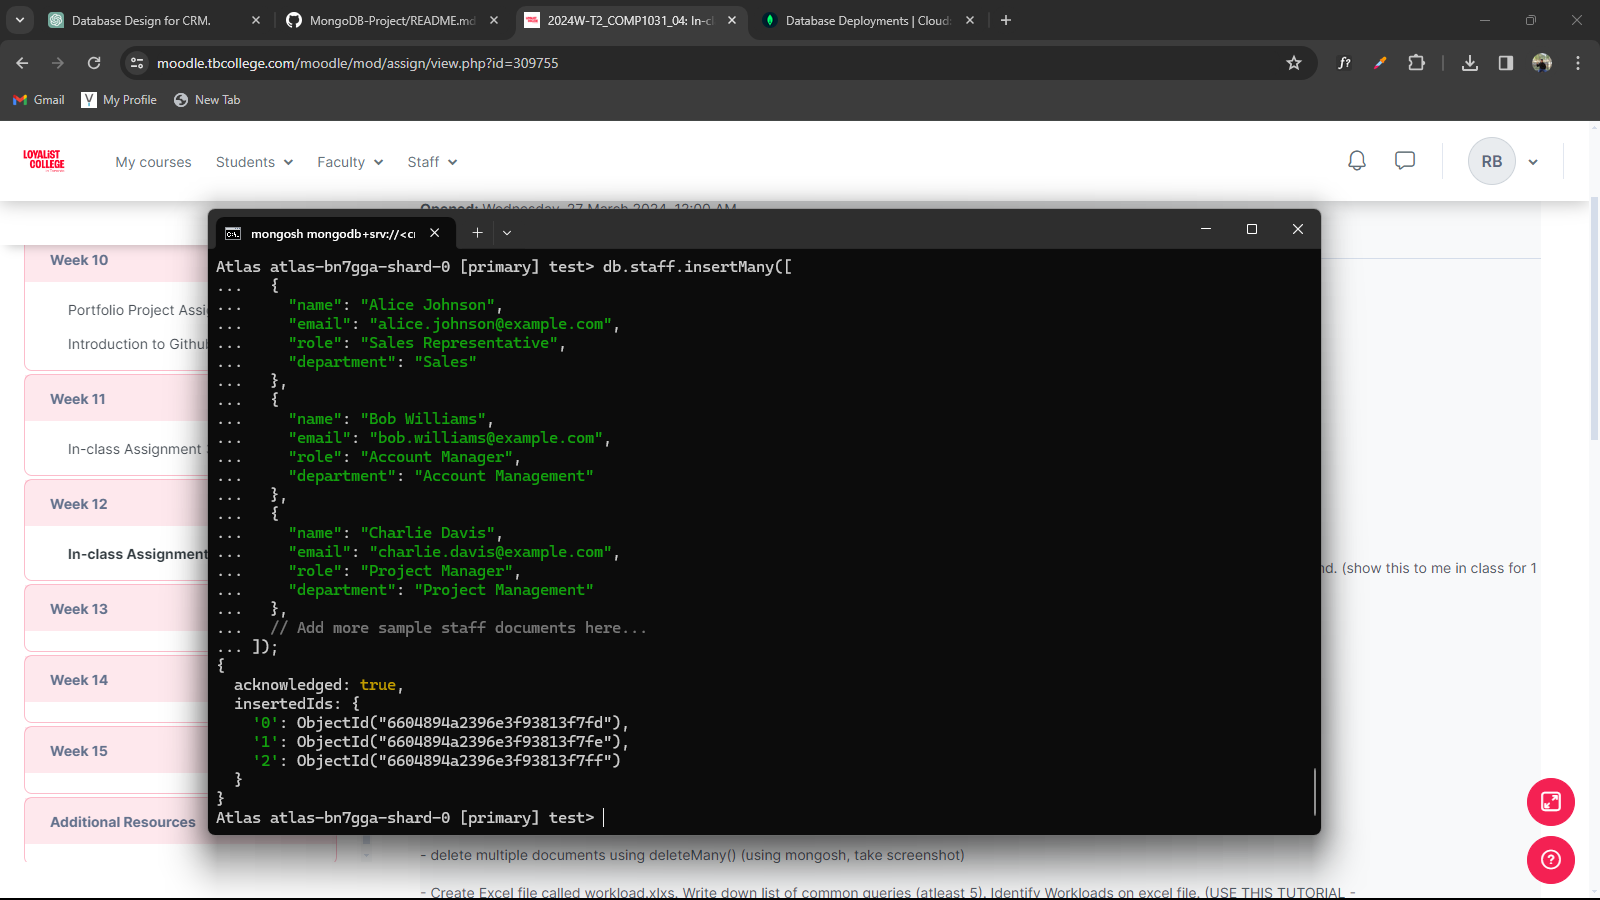 Database Design for CRM.
MongoDB-Project/README.md
2024W-T2_COMP1031_04: In-cl
Database Deployments | Cloud:
moodle.tbcollege.com/moodle/mod/assign/view.php?id=309755
f?
Gmail
My Profile
New Tab
LOYALIST COLLEGE
My courses
Students
Faculty
Staff
RB
Opened: Wednesday, 27 March 2024, 12:00 AM
Week 10
Portfolio Project Assi
Introduction to Github
Week 11
In-class Assignment
Week 12
In-class Assignment
Week 13
Week 14
Week 15
Additional Resources
mongosh mongodb+srv://<cr
Atlas atlas-bn7gga-shard-0 [primary] test> db.staff.insertMany([
... {
... "name": "Alice Johnson",
... "email": "alice.johnson@example.com",
... "role": "Sales Representative",
... "department": "Sales"
... },
... {
... "name": "Bob Williams",
... "email": "bob.williams@example.com",
... "role": "Account Manager",
... "department": "Account Management"
... },
... {
... "name": "Charlie Davis",
... "email": "charlie.davis@example.com",
... "role": "Project Manager",
... "department": "Project Management"
... },
... // Add more sample staff documents here...
... ]);
{
acknowledged: true,
insertedIds: {
'0': ObjectId("6604894a2396e3f93813f7fd"),
'1': ObjectId("6604894a2396e3f93813f7fe"),
'2': ObjectId("6604894a2396e3f93813f7ff")
}
}
Atlas atlas-bn7gga-shard-0 [primary] test>
nd. (show this to me in class for 1
- delete multiple documents using deleteMany() (using mongosh, take screenshot)
- Create Excel file called workload.xlxs. Write down list of common queries (atleast 5). Identify Workloads on excel file. (USE THIS TUTORIAL -